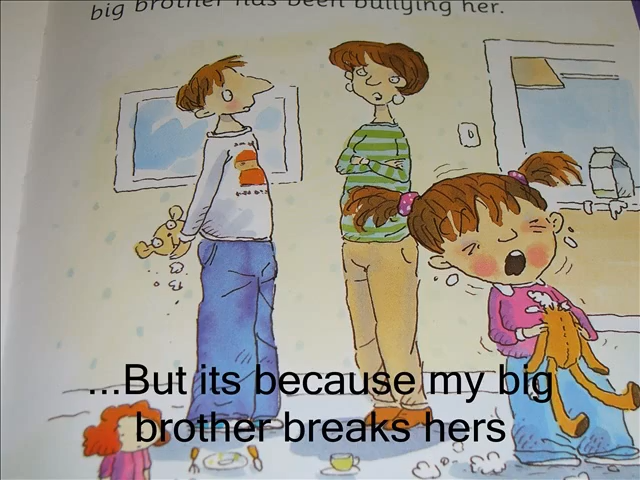 big brother has been bullying her.
...But its because my big
brother breaks hers